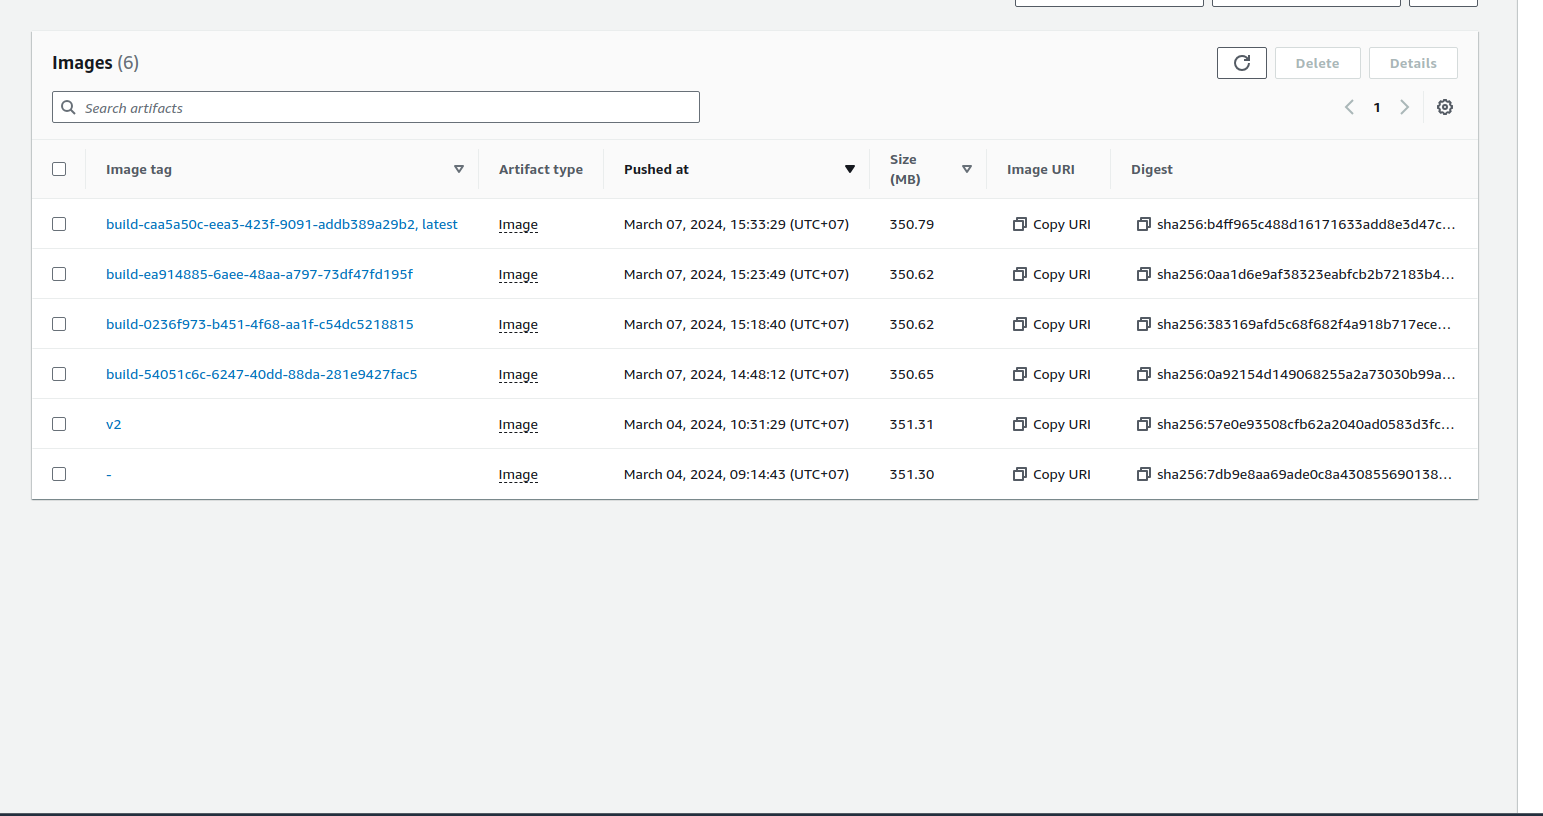 Images (6)
Delete
Details
Search artifacts
1
Image tag Artifact type Pushed at Size (MB) Image URI Digest
build-caa5a50c-eea3-423f-9091-addb389a29b2, latest Image March 07, 2024, 15:33:29 (UTC+07) 350.79 Copy URI sha256:b4ff965c488d16171633add8e3d47c...
build-ea914885-6aee-48aa-a797-73df47fd195f Image March 07, 2024, 15:23:49 (UTC+07) 350.62 Copy URI sha256:0aa1d6e9af38323eabfcb2b72183b4...
build-0236f973-b451-4f68-aa1f-c54dc5218815 Image March 07, 2024, 15:18:40 (UTC+07) 350.62 Copy URI sha256:383169afd5c68f682f4a918b717ece...
build-54051c6c-6247-40dd-88da-281e9427fac5 Image March 07, 2024, 14:48:12 (UTC+07) 350.65 Copy URI sha256:0a92154d149068255a2a73030b99a...
v2 Image March 04, 2024, 10:31:29 (UTC+07) 351.31 Copy URI sha256:57e0e93508cfb62a2040ad0583d3fc...
- Image March 04, 2024, 09:14:43 (UTC+07) 351.30 Copy URI sha256:7db9e8aa69ade0c8a430855690138...